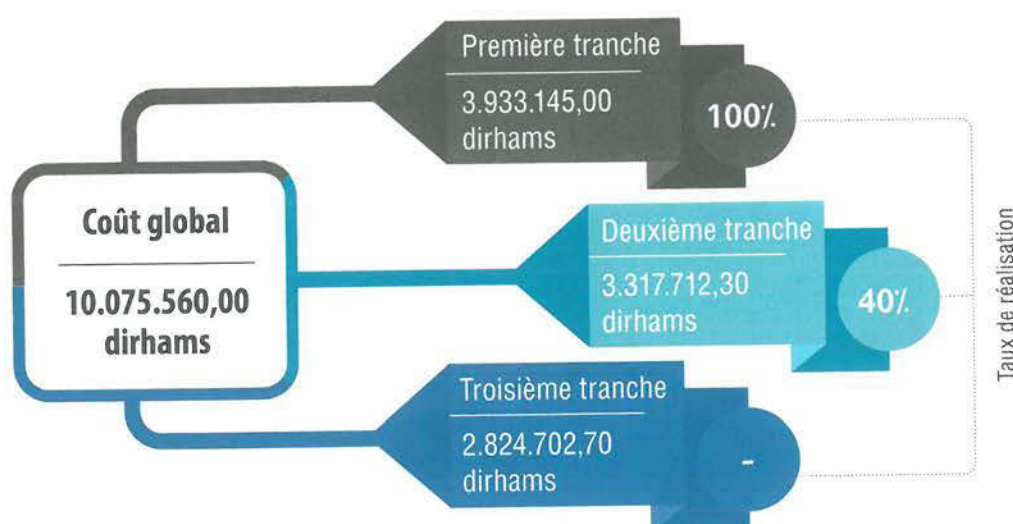 Première tranche
3.933.145,00
dirhams
100%
Coût global
10.075.560,00
dirhams
Deuxième tranche
3.317.712,30
dirhams
40%
Troisième tranche
2.824.702,70
dirhams
-
Taux de réalisation